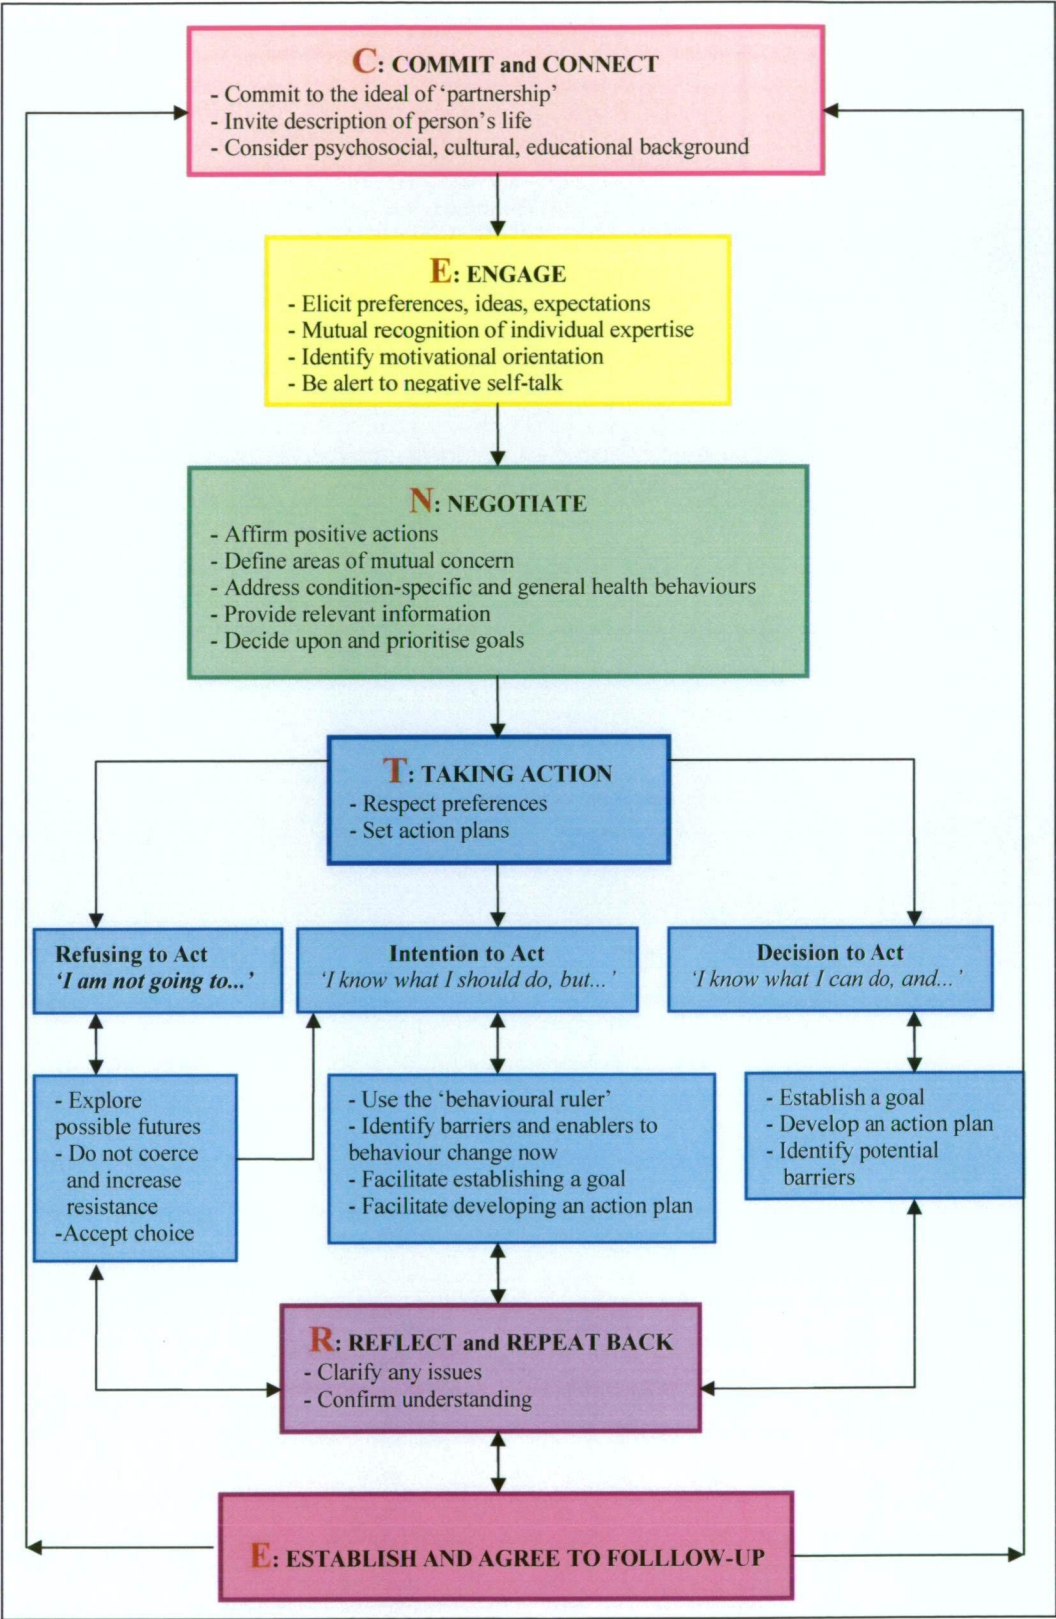 C: COMMIT and CONNECT
- Commit to the ideal of ‘partnership’
- Invite description of person’s life
- Consider psychosocial, cultural, educational background
E: ENGAGE
- Elicit preferences, ideas, expectations
- Mutual recognition of individual expertise
- Identify motivational orientation
- Be alert to negative self-talk
N: NEGOTIATE
- Affirm positive actions
- Define areas of mutual concern
- Address condition-specific and general health behaviours
- Provide relevant information
- Decide upon and prioritise goals
T: TAKING ACTION
- Respect preferences
- Set action plans
Refusing to Act
‘I am not going to...’
Intention to Act
‘I know what I should do, but...’
Decision to Act
‘I know what I can do, and...’
- Explore
possible futures
- Do not coerce
and increase
resistance
-Accept choice
- Use the ‘behavioural ruler’
- Identify barriers and enablers to
behaviour change now
- Facilitate establishing a goal
- Facilitate developing an action plan
- Establish a goal
- Develop an action plan
- Identify potential
barriers
R: REFLECT and REPEAT BACK
- Clarify any issues
- Confirm understanding
E: ESTABLISH AND AGREE TO FOLLLOW-UP